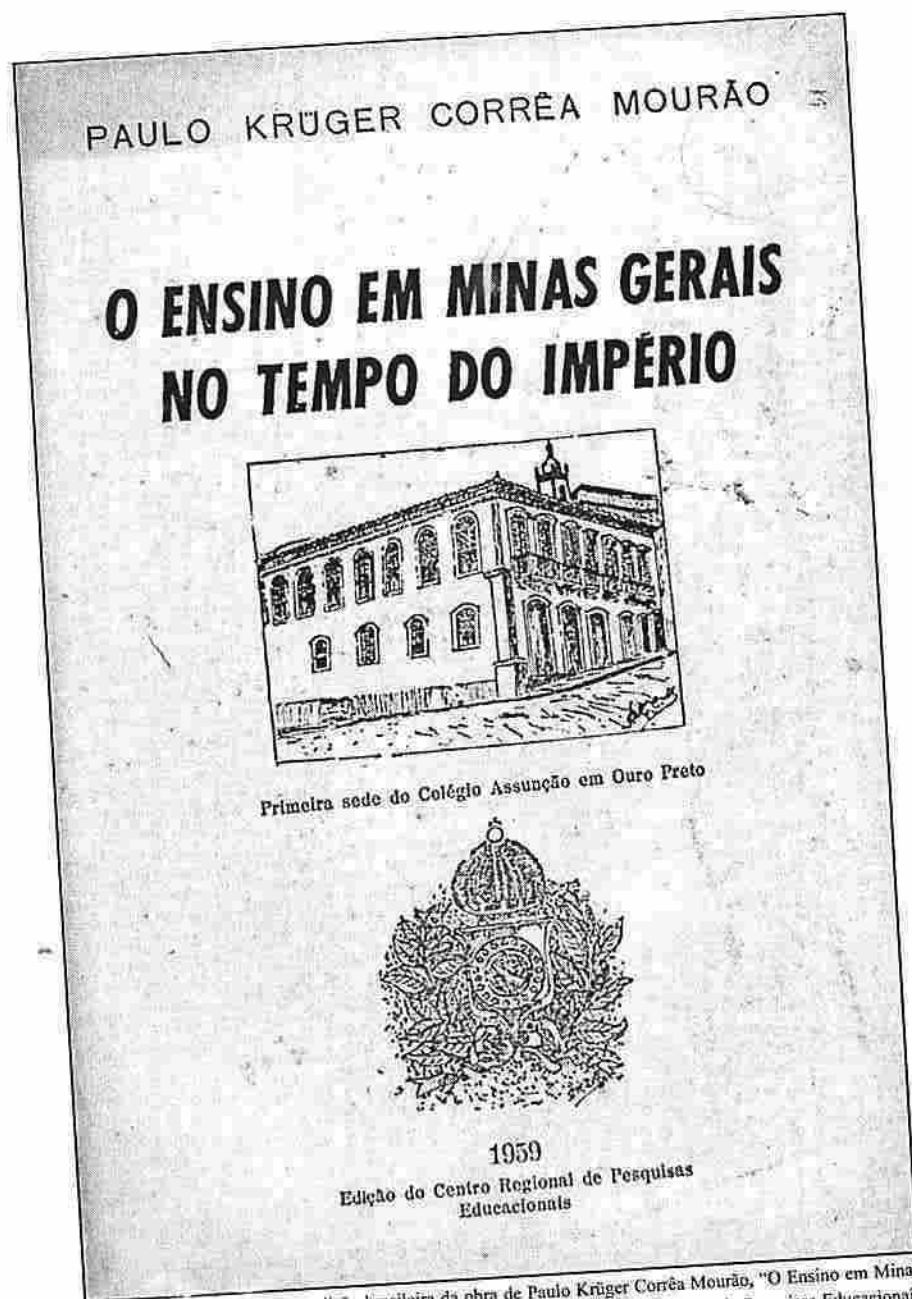 PAULO KRÜGER CORRÊA MOURÃO
O ENSINO EM MINAS GERAIS
NO TEMPO DO IMPÉRIO
Primeira sede do Colégio Assunção em Ouro Preto
1959
Edição do Centro Regional de Pesquisas
Educacionais
brasileira da obra de Paulo Krüger Corrêa Mourão, "O Ensino em Mina
Educacionai